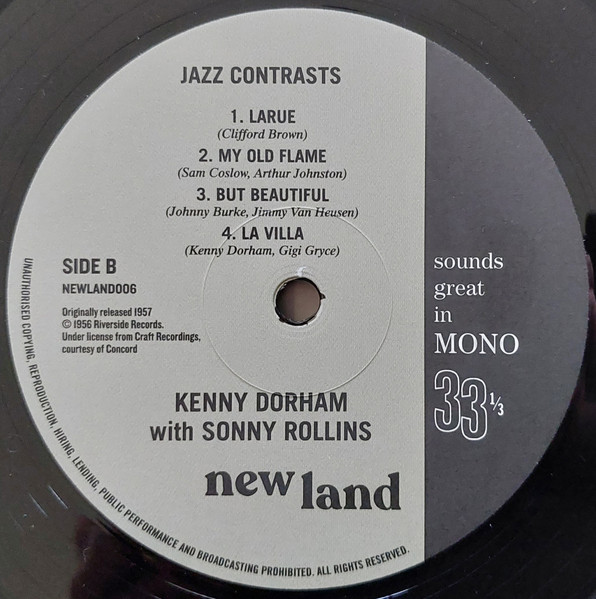 JAZZ CONTRASTS
1. LARUE
(Clifford Brown)
2. MY OLD FLAME
(Sam Coslow, Arthur Johnston)
3. BUT BEAUTIFUL
(Johnny Burke, Jimmy Van Heusen)
4. LA VILLA
(Kenny Dorham, Gigi Gryce)
SIDE B
NEWLAND006
Originally released 1957
© 1956 Riverside Records.
Under license from Craft Recordings,
courtesy of Concord
sounds
great
in
MONO
33 1/3
KENNY DORHAM
with SONNY ROLLINS
new land
UNAUTHORISED COPYING, REPRODUCTION, HIRING, LENDING, PUBLIC PERFORMANCE AND BROADCASTING PROHIBITED. ALL RIGHTS RESERVED.